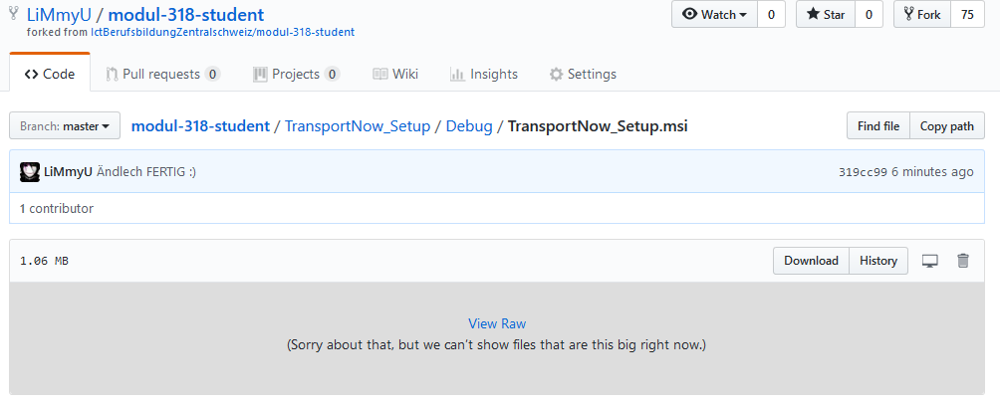 LiMmyU / modul-318-student Watch 0 Star 0 Fork 75
forked from IctBerufsbildungZentralschweiz/modul-318-student
Code Pull requests 0 Projects 0 Wiki Insights Settings
Branch: master modul-318-student / TransportNow_Setup / Debug / TransportNow_Setup.msi Find file Copy path
LiMmyU Ändlech FERTIG :) 319cc99 6 minutes ago
1 contributor
1.06 MB Download History
View Raw
(Sorry about that, but we can't show files that are this big right now.)